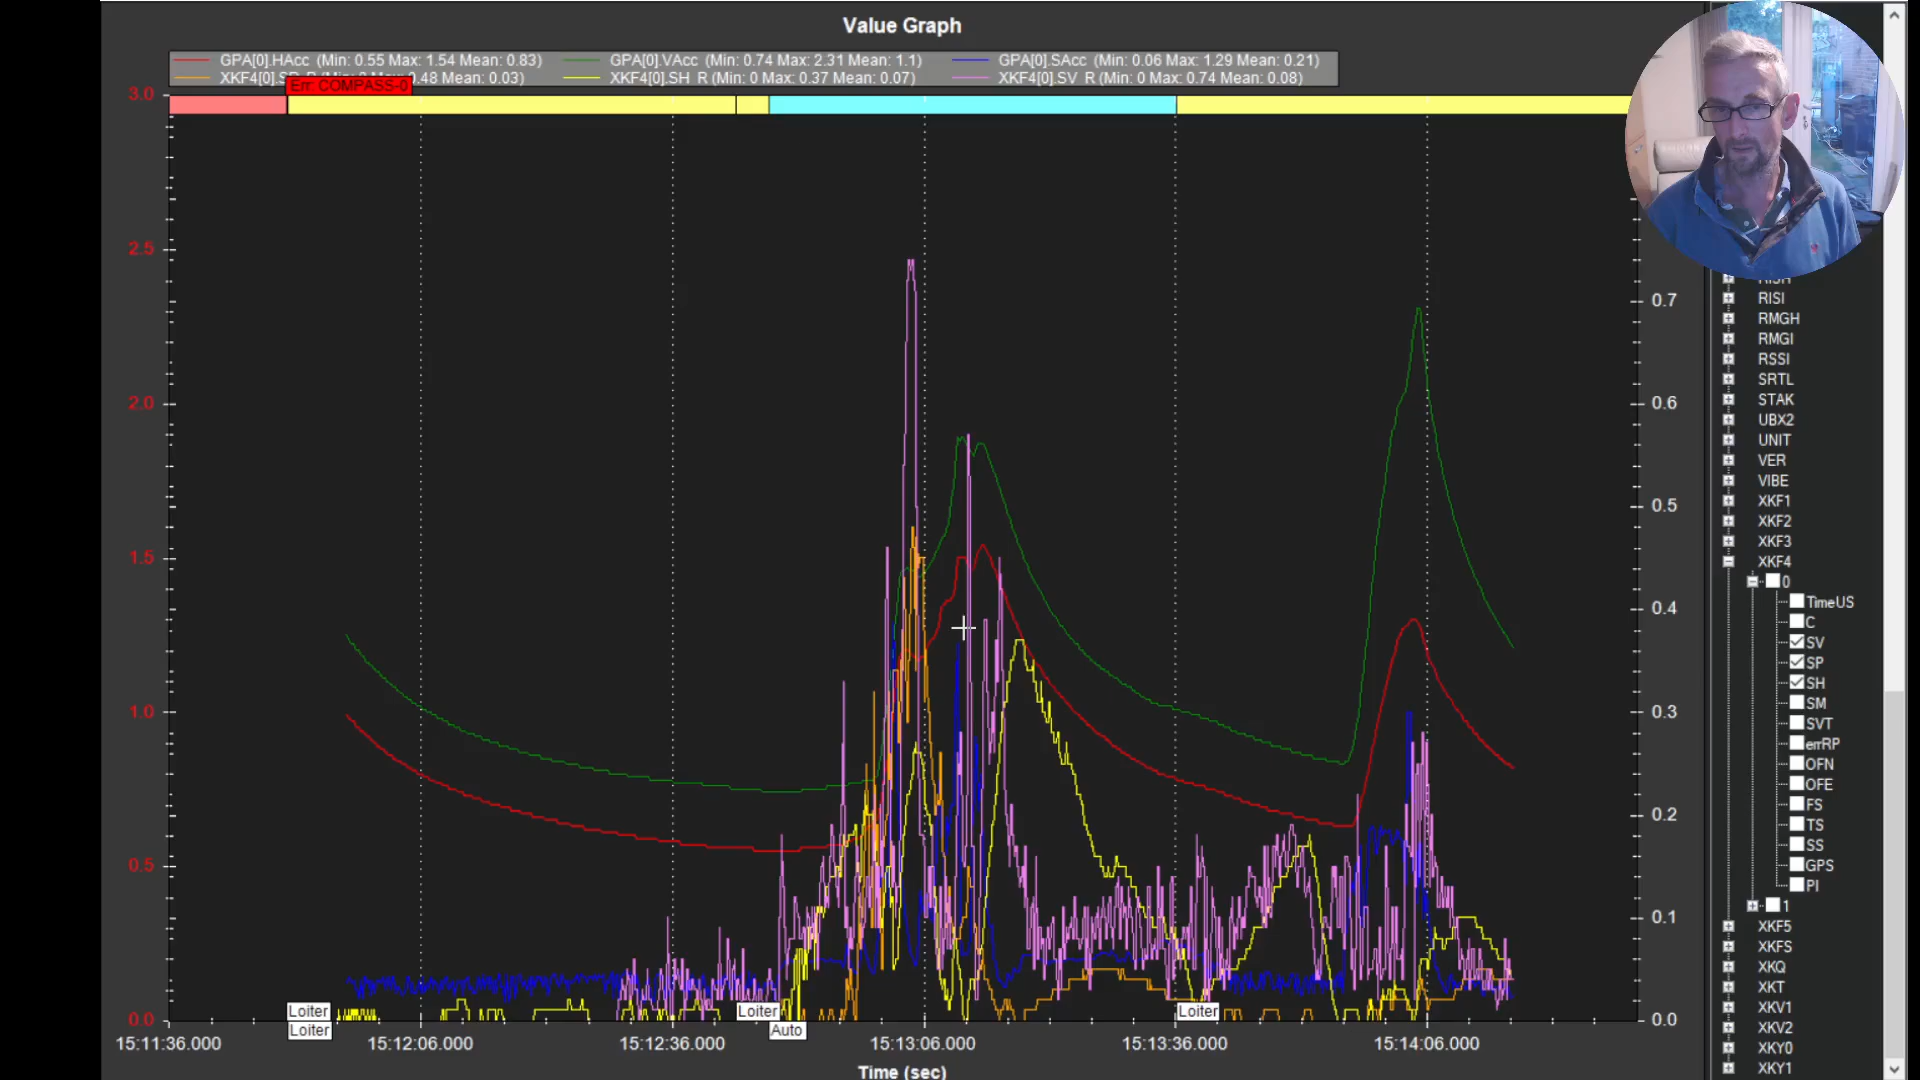 Value Graph
GPA[0].HAcc (Min: 0.55 Max: 1.54 Mean: 0.83) GPA[0].VAcc (Min: 0.74 Max: 2.31 Mean: 1.1) GPA[0].SAcc (Min: 0.06 Max: 1.29 Mean: 0.21)
XKF4[0].SP R 0.48 Mean: 0.03) XKF4[0].SH R (Min: 0 Max: 0.37 Mean: 0.07) XKF4[0].SV R (Min: 0 Max: 0.74 Mean: 0.08)
Err: COMPASS-0
3.0
2.5
2.0
1.5
1.0
0.5
0.0
0.7
0.6
0.5
0.4
0.3
0.2
0.1
0.0
Loiter
Loiter
Loiter
Auto
Loiter
15:11:36.000 15:12:06.000 15:12:36.000 15:13:06.000 15:13:36.000 15:14:06.000
Time (sec)
RISH
RISI
RMGH
RMGI
RSSI
SRTL
STAK
UBX2
UNIT
VER
VIBE
XKF1
XKF2
XKF3
XKF4
0
TimeUS
C
SV
SP
SH
SM
SVT
errRP
OFN
OFE
FS
TS
SS
GPS
PI
1
XKF5
XKFS
XKQ
XKT
XKV1
XKV2
XKY0
XKY1